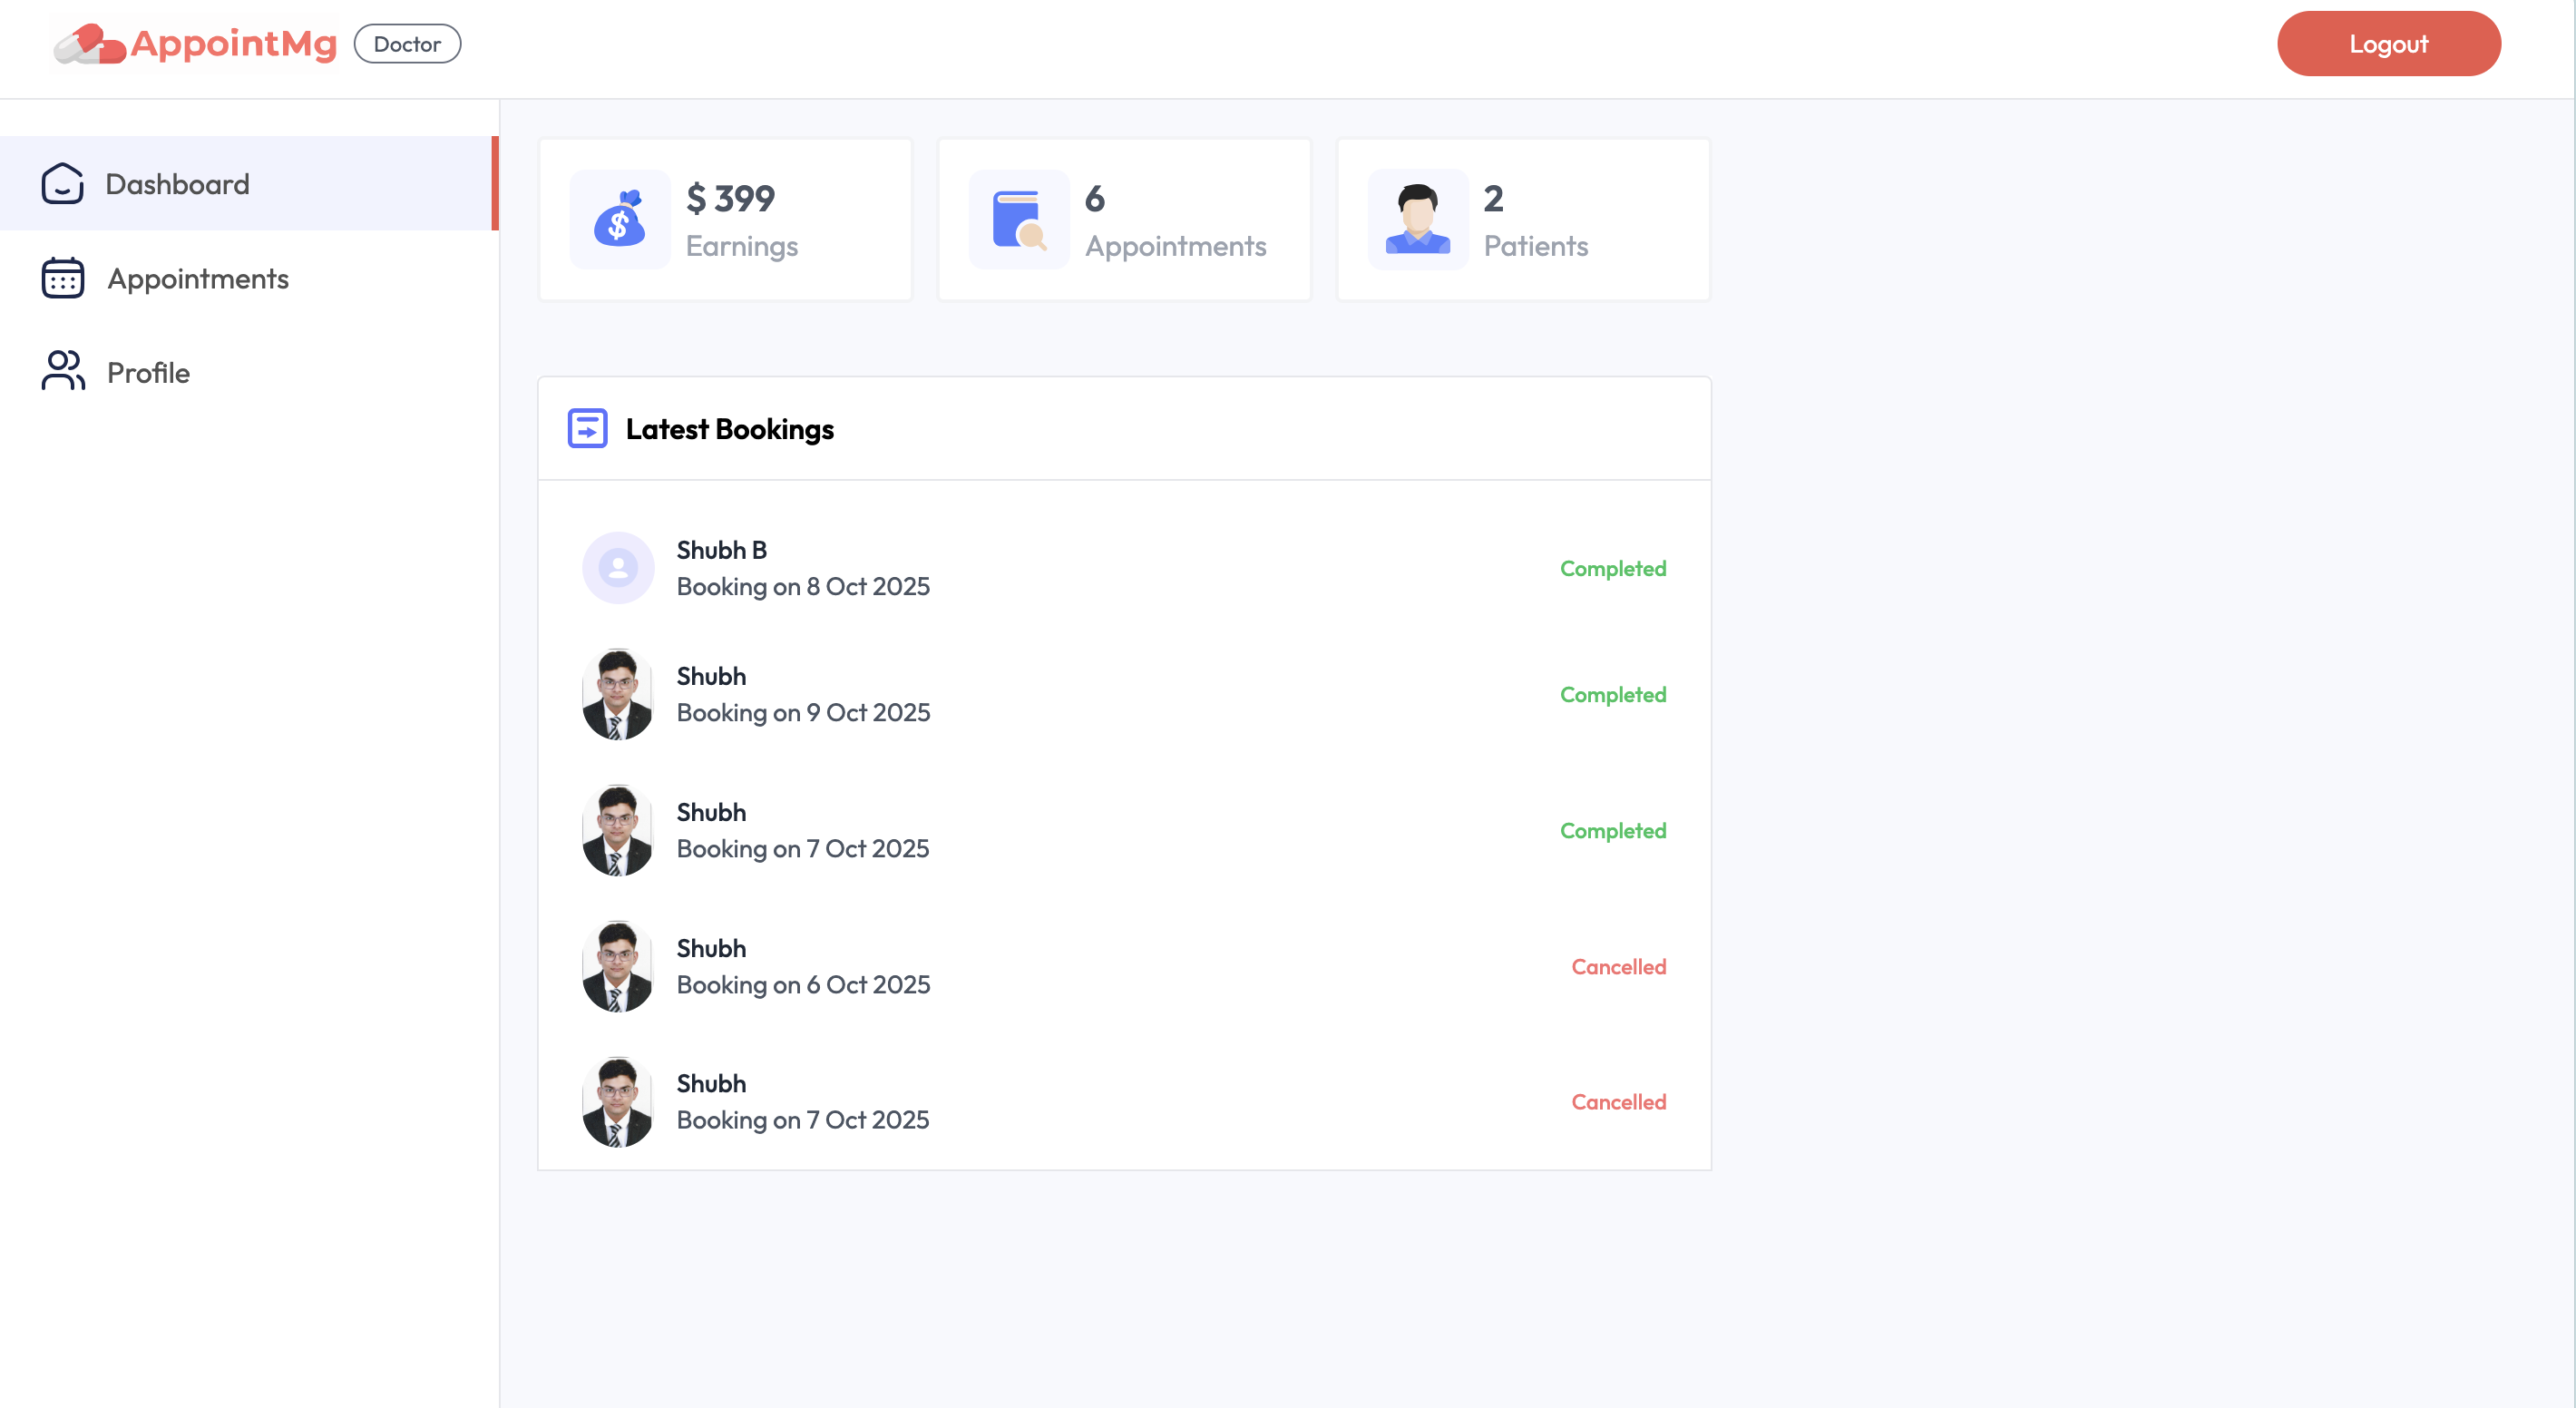 AppointMg
Doctor
Logout
Dashboard
Appointments
Profile
$ 399
Earnings
6
Appointments
2
Patients
Latest Bookings
Shubh B
Booking on 8 Oct 2025
Completed
Shubh
Booking on 9 Oct 2025
Completed
Shubh
Booking on 7 Oct 2025
Completed
Shubh
Booking on 6 Oct 2025
Cancelled
Shubh
Booking on 7 Oct 2025
Cancelled